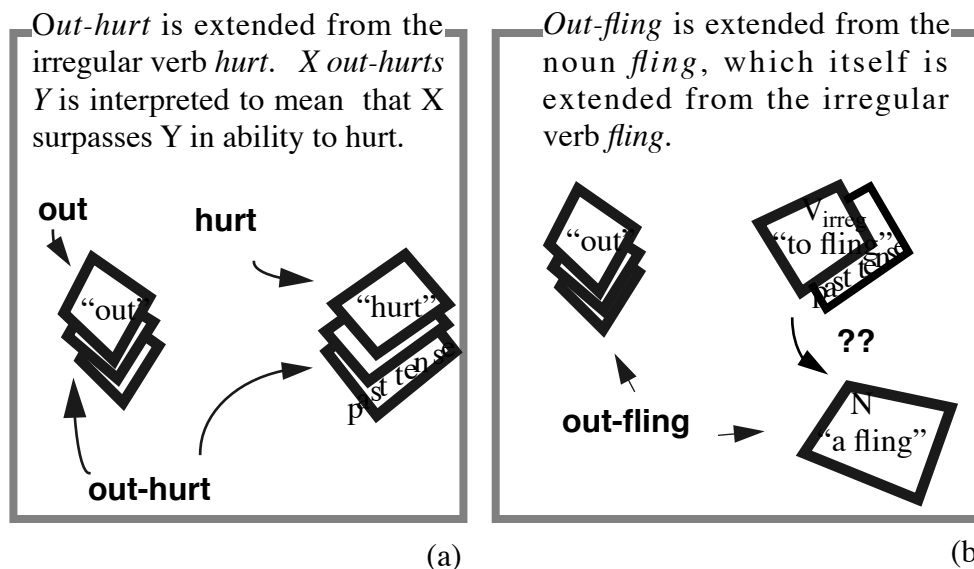 Out-hurt is extended from the
irregular verb hurt. X out-hurts
Y is interpreted to mean that X
surpasses Y in ability to hurt.
out
hurt
“out”
“hurt”
past tense
out-hurt
(a)
Out-fling is extended from the
noun fling, which itself is
extended from the irregular
verb fling.
“out”
Virreg
“to fling”
past tense
??
out-fling
N
“a fling”
(b